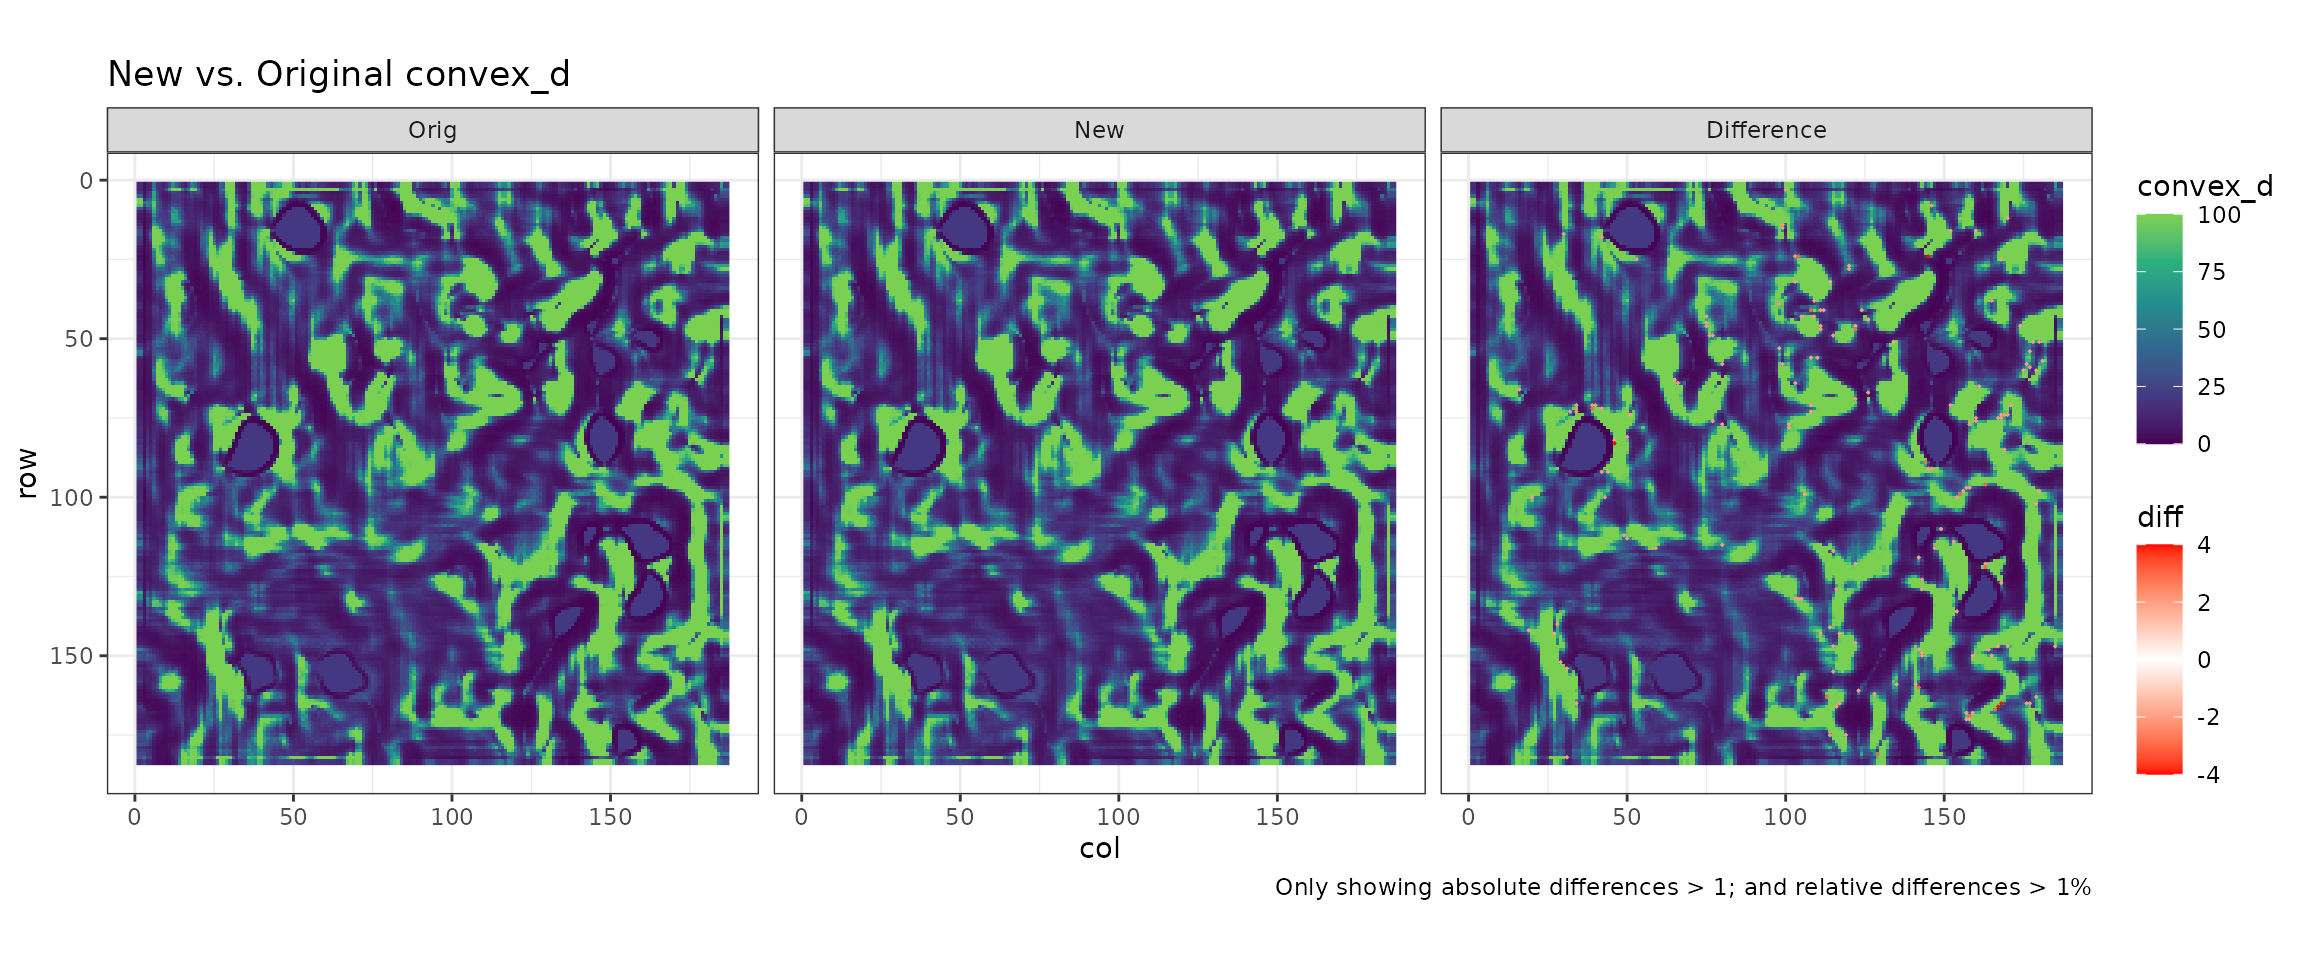 New vs. Original convex_d
Orig
New
Difference
0
50
100
150
row
0 50 100 150
0 50 100 150
0 50 100 150
col
convex_d
100
75
50
25
0
diff
4
2
0
-2
-4
Only showing absolute differences > 1; and relative differences > 1%